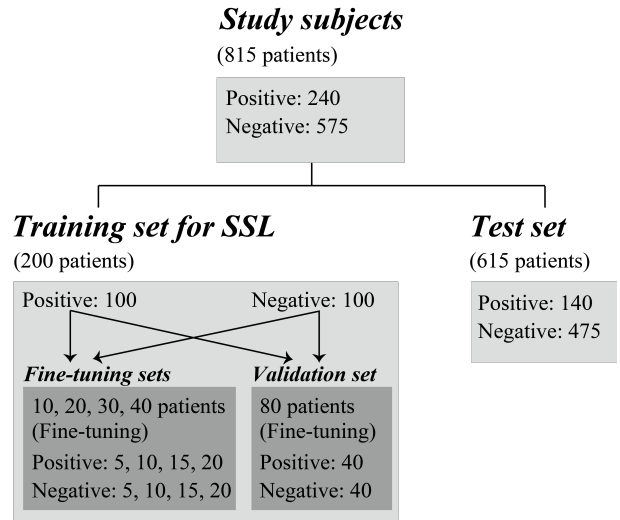 Study subjects
(815 patients)
Positive: 240
Negative: 575
Training set for SSL
(200 patients)
Positive: 100
Negative: 100
Fine-tuning sets
10, 20, 30, 40 patients
(Fine-tuning)
Positive: 5, 10, 15, 20
Negative: 5, 10, 15, 20
Validation set
80 patients
(Fine-tuning)
Positive: 40
Negative: 40
Test set
(615 patients)
Positive: 140
Negative: 475